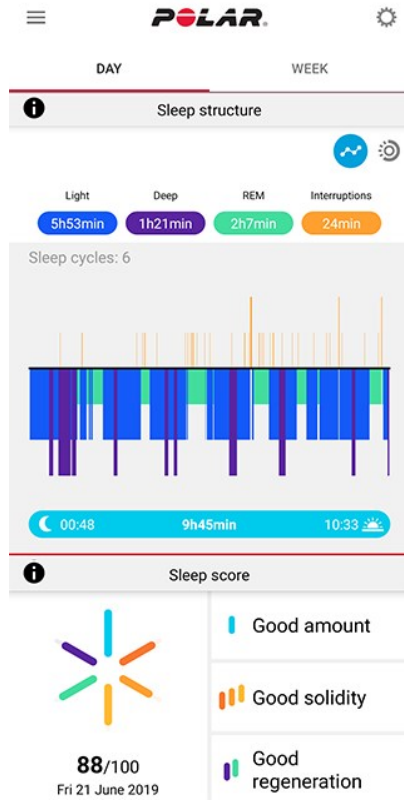 POLAR.
DAY WEEK
Sleep structure
Light Deep REM Interruptions
5h53min 1h21min 2h7min 24min
Sleep cycles: 6
00:48 9h45min 10:33
Sleep score
Good amount
Good solidity
88/100
Fri 21 June 2019
Good
regeneration